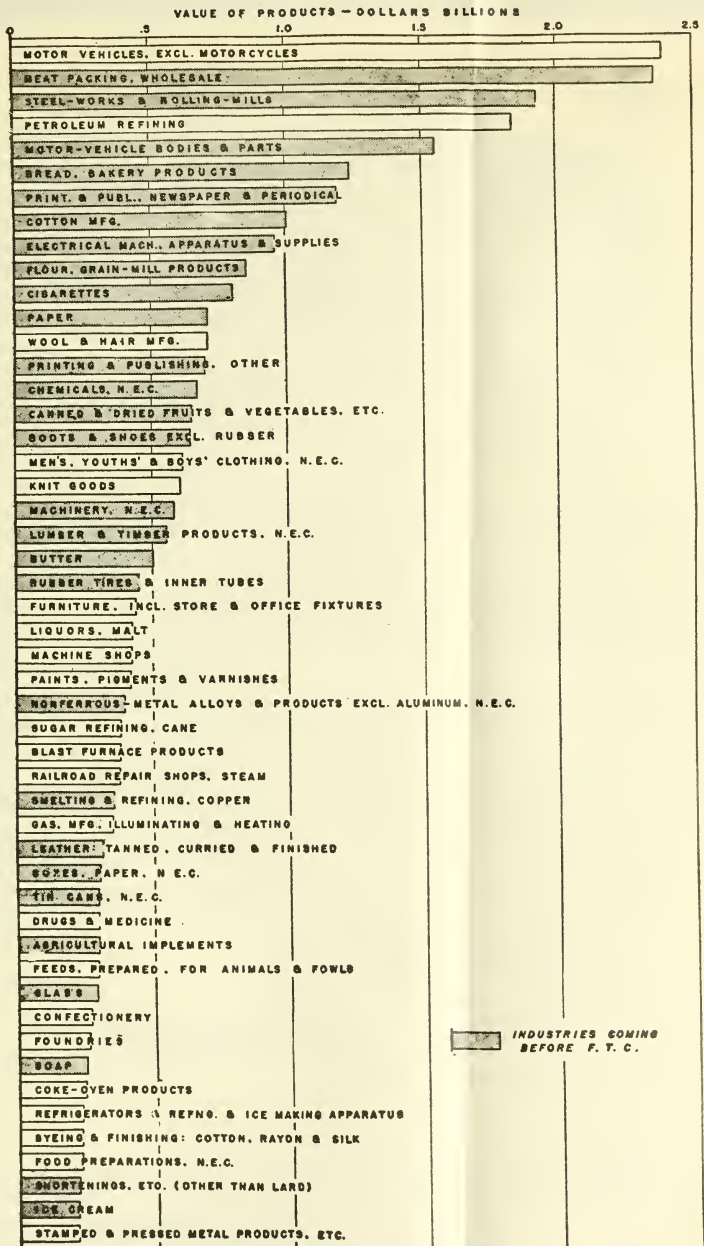 VALUE OF PRODUCTS — DOLLARS BILLIONS
0 .5 1.0 1.5 2.0 2.5
MOTOR VEHICLES, EXCL. MOTORCYCLES
MEAT PACKING, WHOLESALE
STEEL-WORKS & ROLLING-MILLS
PETROLEUM REFINING
MOTOR-VEHICLE BODIES & PARTS
BREAD, BAKERY PRODUCTS
PRINT. & PUBL., NEWSPAPER & PERIODICAL
COTTON MFG.
ELECTRICAL MACH., APPARATUS & SUPPLIES
FLOUR, GRAIN-MILL PRODUCTS
CIGARETTES
PAPER
WOOL & HAIR MFG.
PRINTING & PUBLISHING, OTHER
CHEMICALS, N.E.C.
CANNED & DRIED FRUITS & VEGETABLES, ETC.
BOOTS & SHOES EXCL. RUBBER
MEN'S, YOUTHS' & BOYS' CLOTHING, N.E.C.
KNIT GOODS
MACHINERY, N.E.C.
LUMBER & TIMBER PRODUCTS, N.E.C.
BUTTER
RUBBER TIRES & INNER TUBES
FURNITURE, INCL. STORE & OFFICE FIXTURES
LIQUORS, MALT
MACHINE SHOPS
PAINTS, PIGMENTS & VARNISHES
NONFERROUS-METAL ALLOYS & PRODUCTS EXCL. ALUMINUM, N.E.C.
SUGAR REFINING, CANE
BLAST FURNACE PRODUCTS
RAILROAD REPAIR SHOPS, STEAM
SMELTING & REFINING, COPPER
GAS, MFG., ILLUMINATING & HEATING
LEATHER: TANNED, CURRIED & FINISHED
BOXES, PAPER, N.E.C.
TIN CANS, N.E.C.
DRUGS & MEDICINE
AGRICULTURAL IMPLEMENTS
FEEDS, PREPARED, FOR ANIMALS & FOWLS
GLASS
CONFECTIONERY
FOUNDRIES
INDUSTRIES COMING
BEFORE F. T. C.
SOAP
COKE-OVEN PRODUCTS
REFRIGERATORS & REFNG. & ICE MAKING APPARATUS
DYEING & FINISHING: COTTON, RAYON & SILK
FOOD PREPARATIONS, N.E.C.
SHORTENINGS, ETC. (OTHER THAN LARD)
ICE CREAM
STAMPED & PRESSED METAL PRODUCTS, ETC.